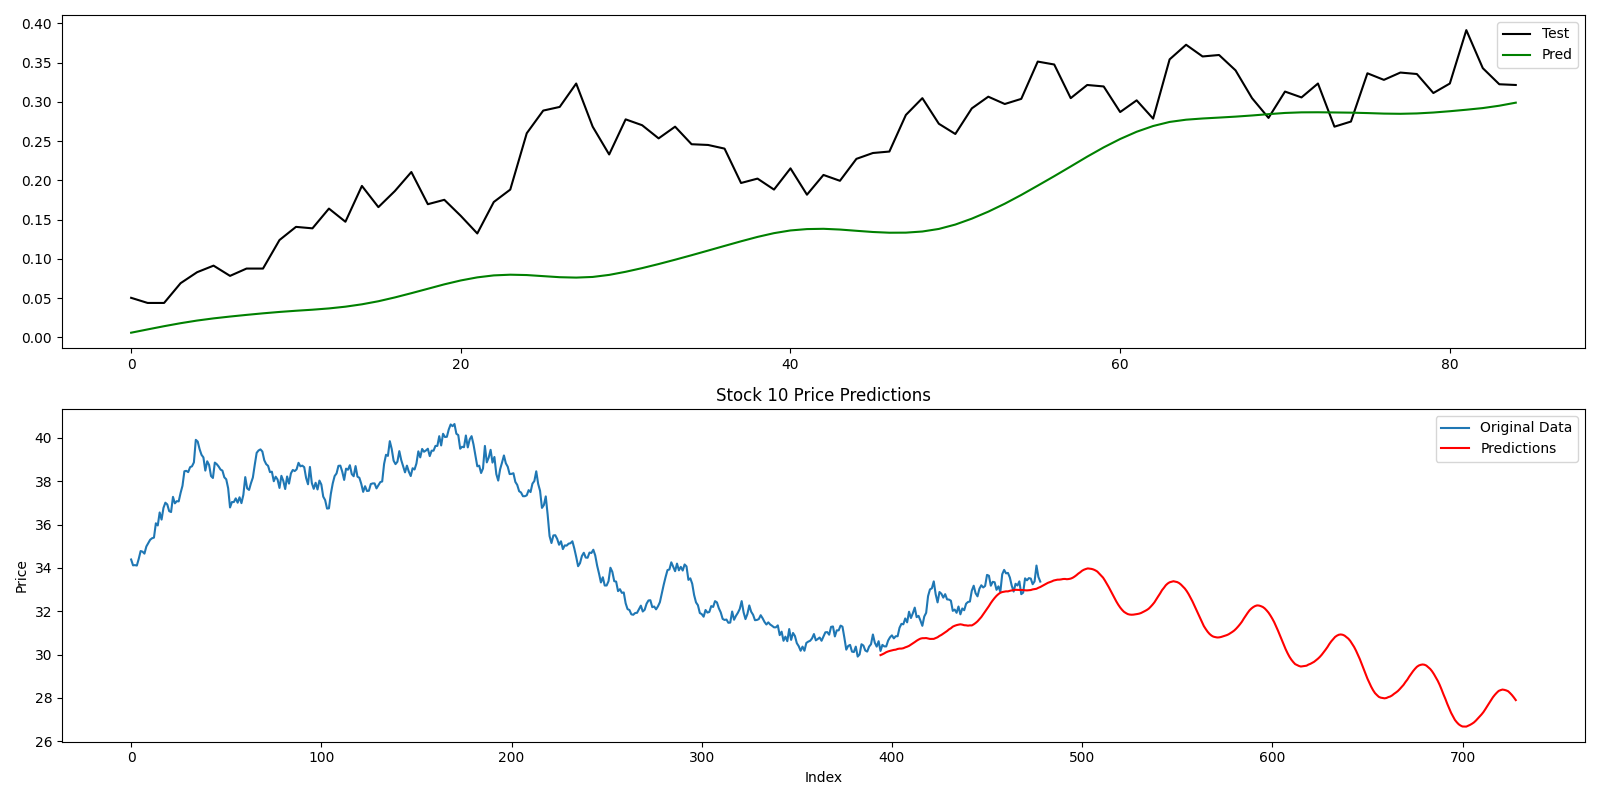 0.40
0.35
0.30
0.25
0.20
0.15
0.10
0.05
0.00
Test
Pred
0 20 40 60 80
Stock 10 Price Predictions
Price
40
38
36
34
32
30
28
26
Original Data
Predictions
0 100 200 300 400 500 600 700
Index